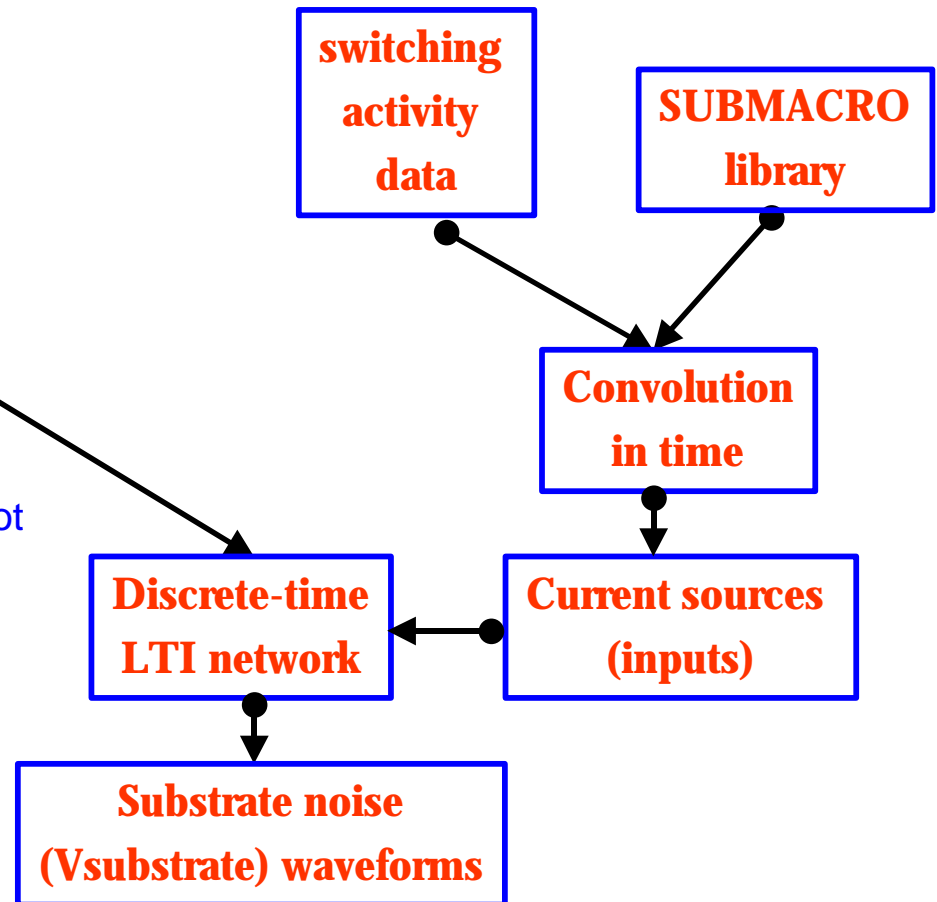 switching
activity
data
SUBMACRO
library
Convolution
in time
ot
Discrete-time
LTI network
Current sources
(inputs)
Substrate noise
(Vsubstrate) waveforms